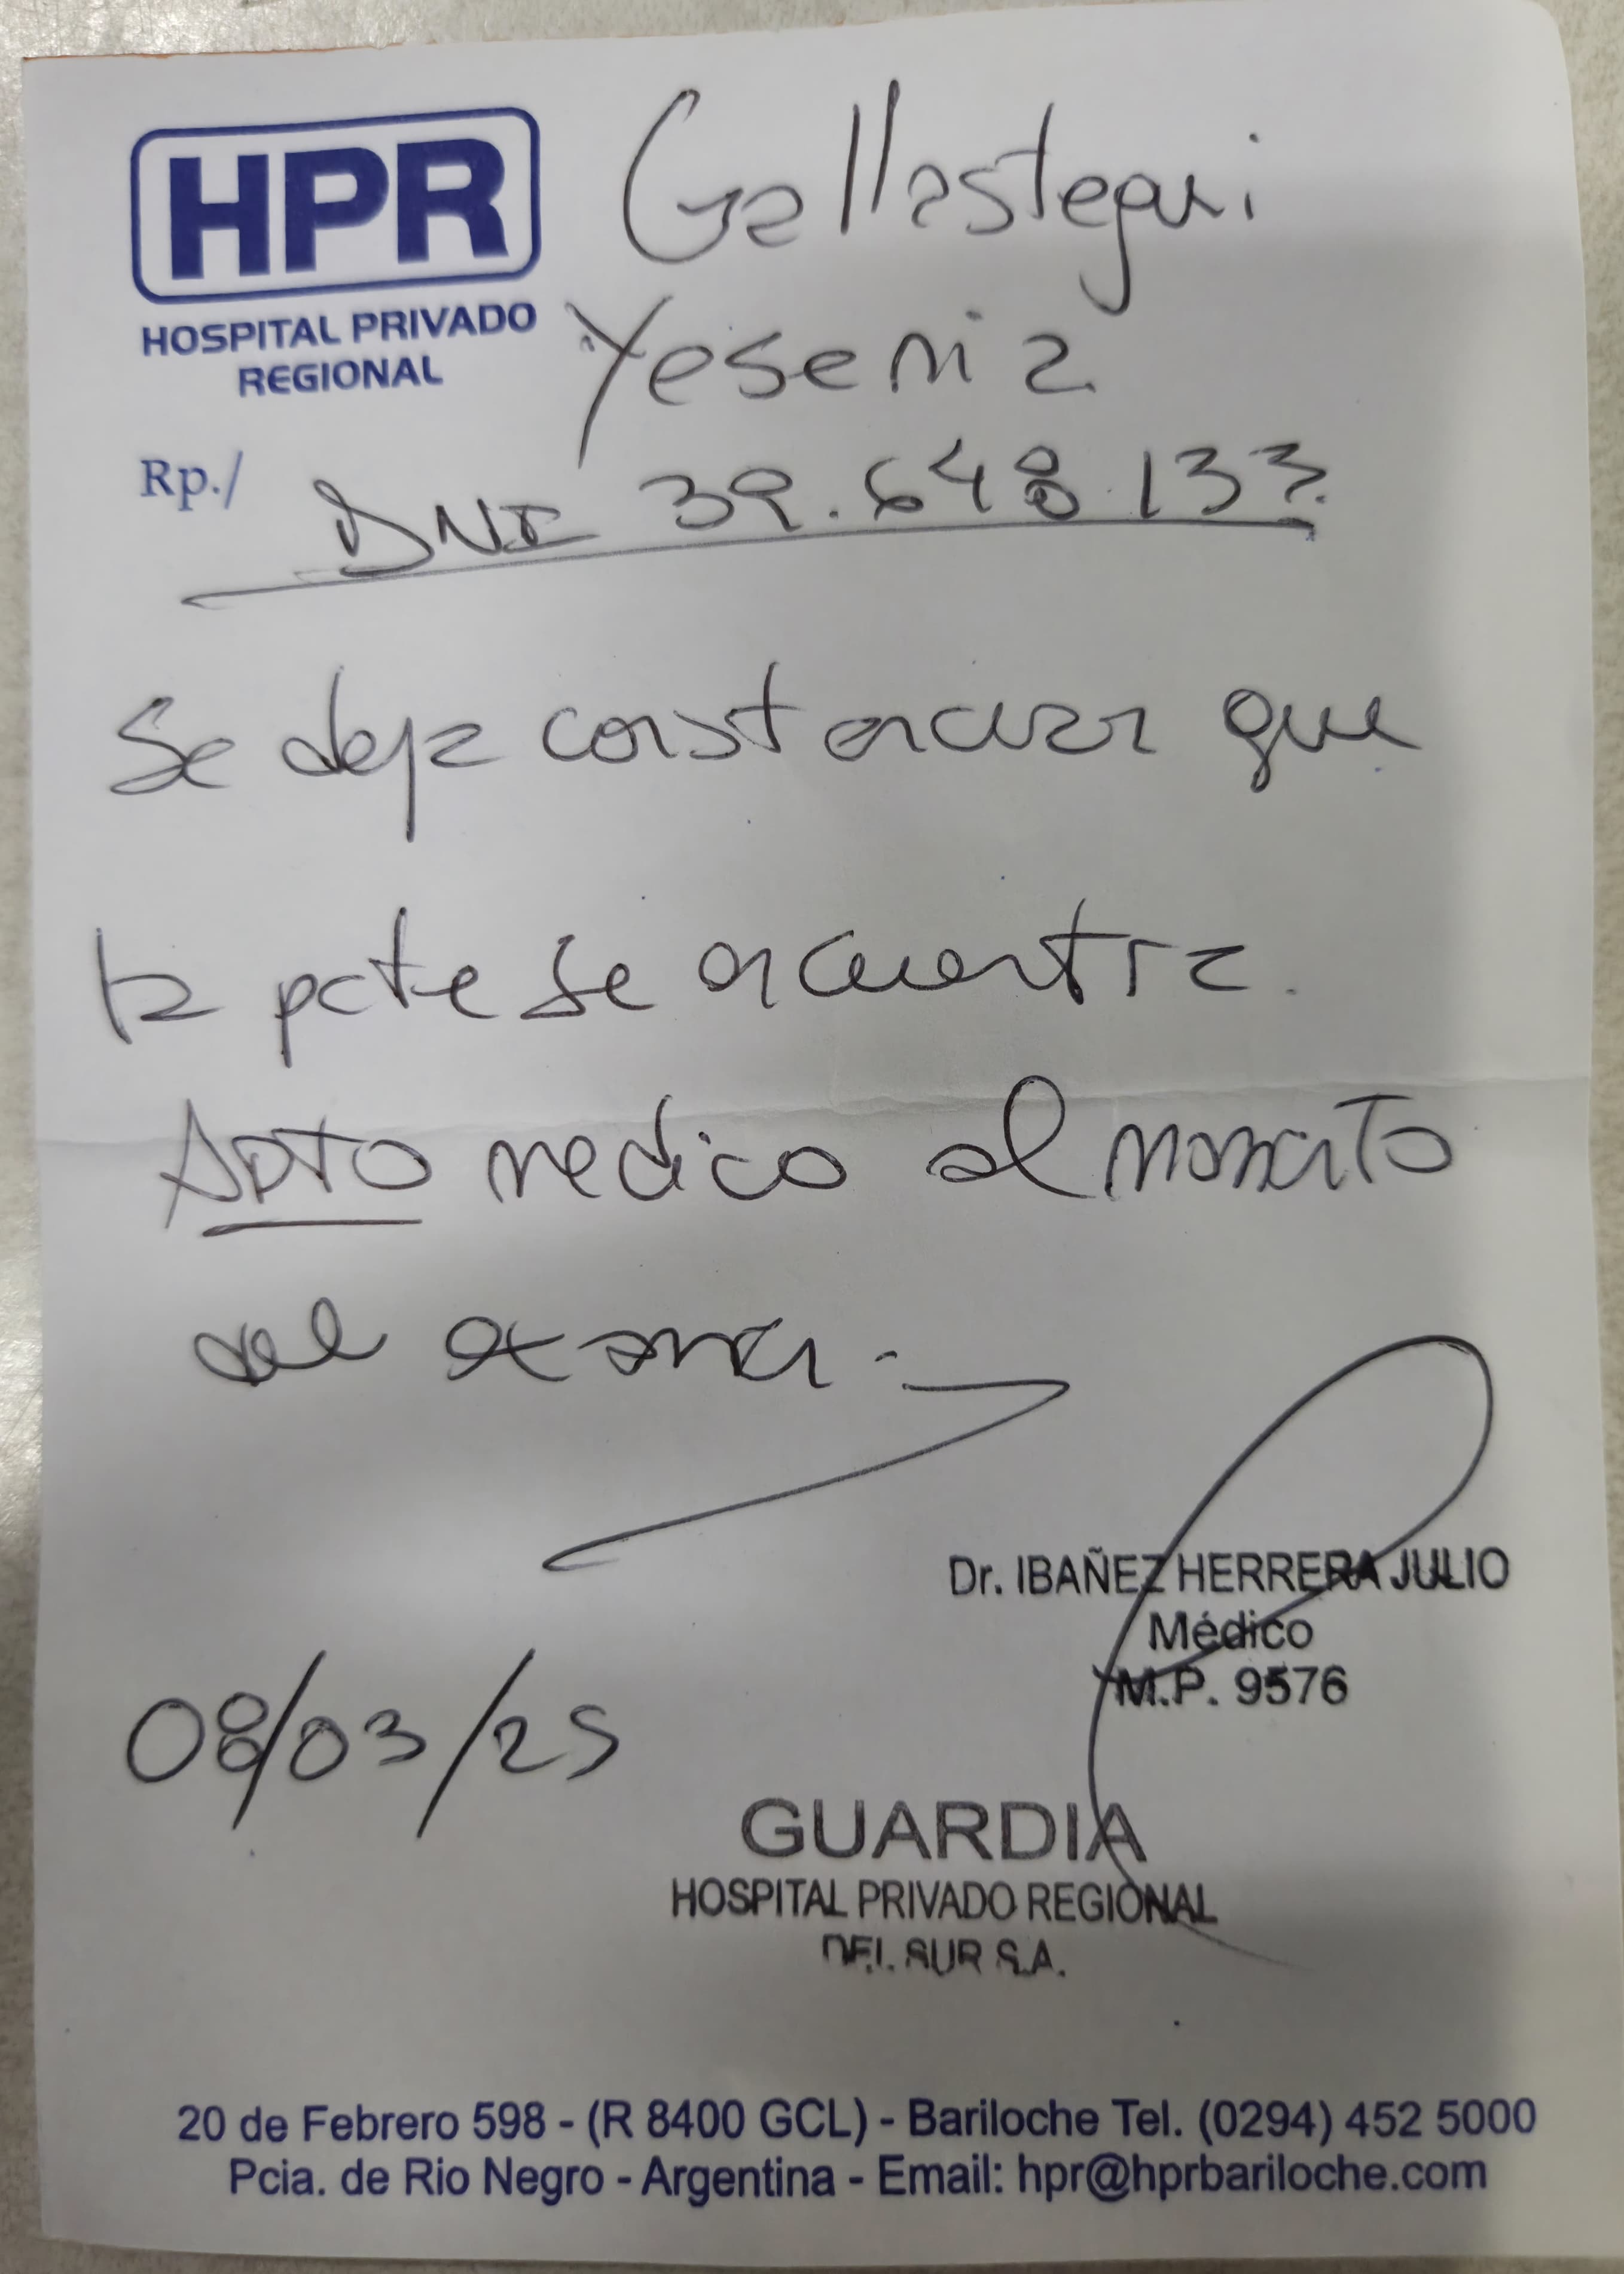 HPR
HOSPITAL PRIVADO
REGIONAL
Gallastegui
Yesenia
Rp./
DNI 39.648.133.
Se deja constancia que
la pcte se encuentra.
APTO medico al momento
del examen.-
Dr. IBAÑEZ HERRERA JULIO
Médico
M.P. 9576
08/03/25
GUARDIA
HOSPITAL PRIVADO REGIONAL
DEL SUR S.A.
20 de Febrero 598 - (R 8400 GCL) - Bariloche Tel. (0294) 452 5000
Pcia. de Rio Negro - Argentina - Email: hpr@hprbariloche.com